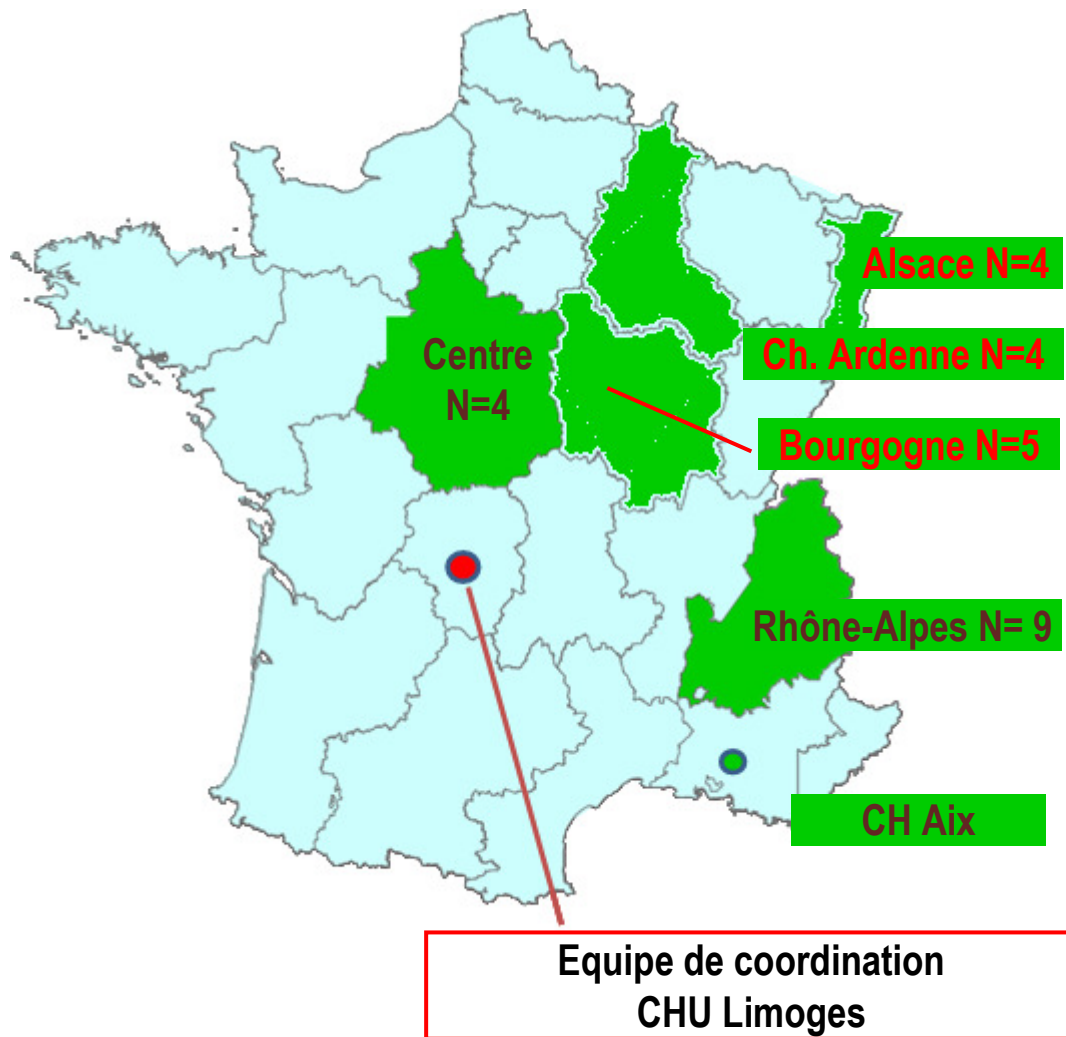 Alsace N=4
Ch. Ardenne N=4
Centre
N=4
Bourgogne N=5
Rhône-Alpes N= 9
CH Aix
Equipe de coordination
CHU Limoges